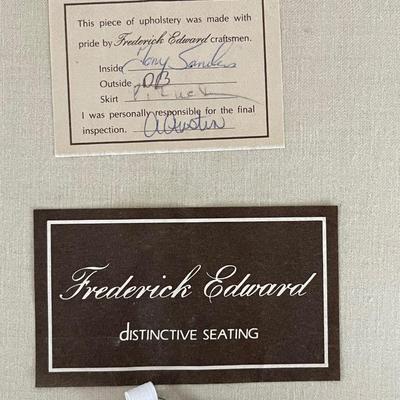 This piece of upholstery was made with
pride by Frederick Edward craftsmen.
Inside Tony Sanders
Outside DB
Skirt
I was personally responsible for the final
inspection. A Austin
Frederick Edward
dISTINCTIVE SEATING